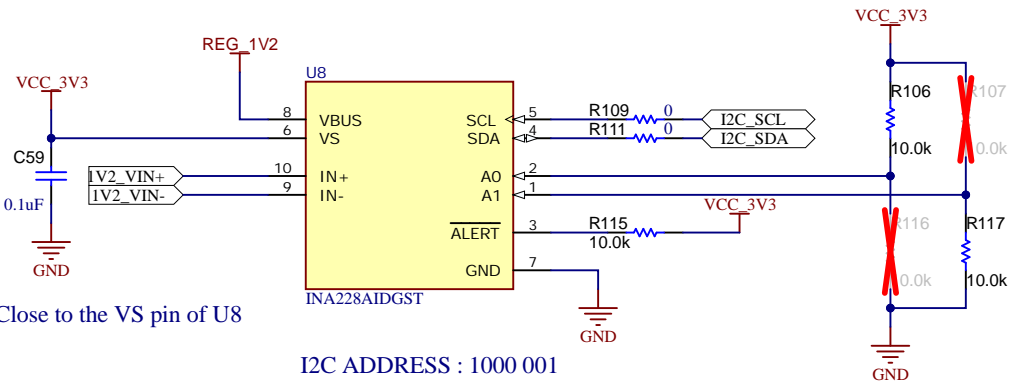 VCC_3V3
REG_1V2
U8
VCC_3V3
R106
R107
8
VBUS
SCL
5
R109
0
I2C_SCL
6
VS
SDA
4
R111
0
I2C_SDA
10.0k
0.0k
C59
0.1uF
1V2_VIN+
10
IN+
A0
2
1V2_VIN-
9
IN-
A1
1
VCC_3V3
ALERT
3
R115
10.0k
R116
R117
0.0k
10.0k
GND
7
GND
INA228AIDGST
Close to the VS pin of U8
GND
I2C ADDRESS : 1000 001
GND